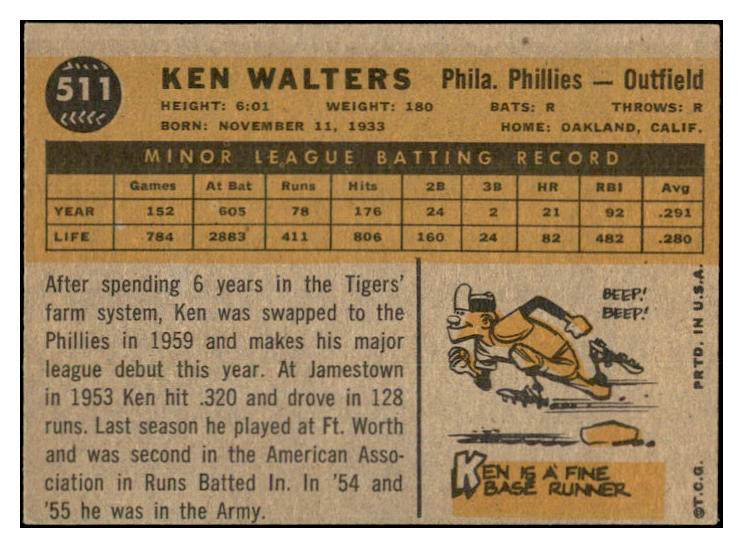 511
KEN WALTERS Phila. Phillies — Outfield
HEIGHT: 6:01 WEIGHT: 180 BATS: R THROWS: R
BORN: NOVEMBER 11, 1933 HOME: OAKLAND, CALIF.
MINOR LEAGUE BATTING RECORD
Games At Bat Runs Hits 2B 3B HR RBI Avg
YEAR 152 605 78 176 24 2 21 92 .291
LIFE 784 2883 411 806 160 24 82 482 .280
After spending 6 years in the Tigers'
farm system, Ken was swapped to the
Phillies in 1959 and makes his major
league debut this year. At Jamestown
in 1953 Ken hit .320 and drove in 128
runs. Last season he played at Ft. Worth
and was second in the American Asso-
ciation in Runs Batted In. In '54 and
'55 he was in the Army.
BEEP!
BEEP!
KEN IS A FINE
BASE RUNNER
©T.C.G. PRTD. IN U.S.A.